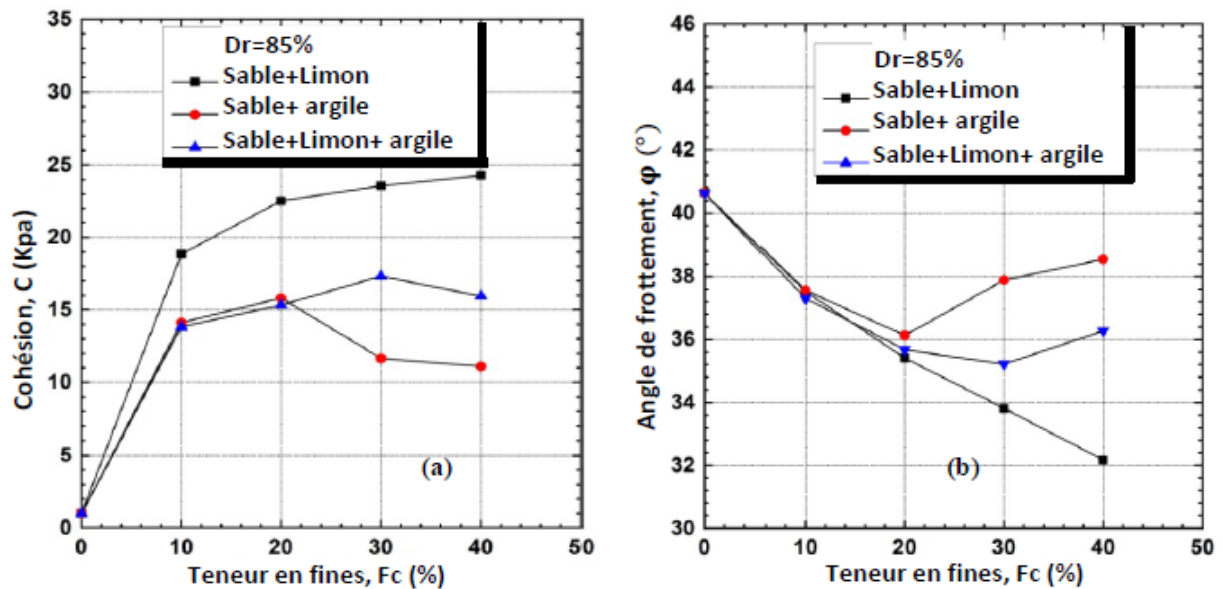 35
30
25
20
15
10
5
0
Cohésion, C (Kpa)
Dr=85%
Sable+Limon
Sable+ argile
Sable+Limon+ argile
(a)
0 10 20 30 40 50
Teneur en fines, Fc (%)
46
44
42
40
38
36
34
32
30
Angle de frottement, φ (°)
Dr=85%
Sable+Limon
Sable+ argile
Sable+Limon+ argile
(b)
0 10 20 30 40 50
Teneur en fines, Fc (%)